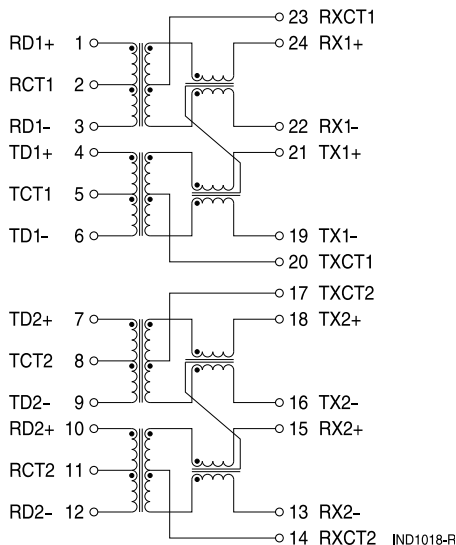 23 RXCT1
RD1+ 1 24 RX1+
RCT1 2
RD1- 3 22 RX1-
TD1+ 4 21 TX1+
TCT1 5
TD1- 6 19 TX1-
20 TXCT1
17 TXCT2
TD2+ 7 18 TX2+
TCT2 8
TD2- 9 16 TX2-
RD2+ 10 15 RX2+
RCT2 11
RD2- 12 13 RX2-
14 RXCT2 IND1018-R